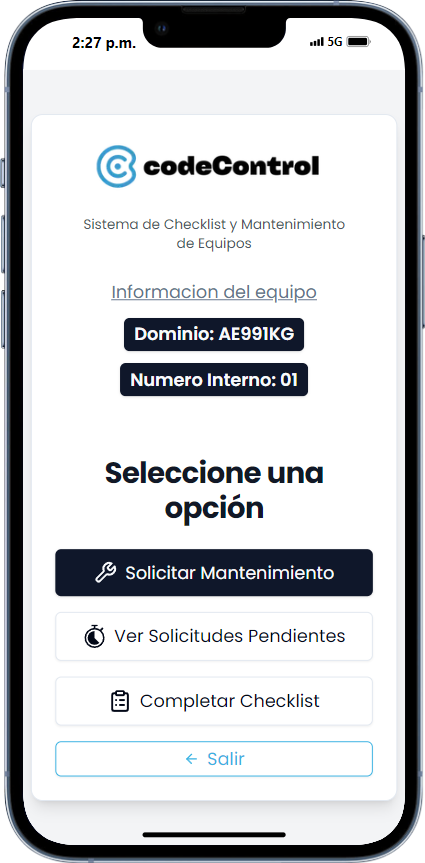 2:27 p.m.
5G
codeControl
Sistema de Checklist y Mantenimiento
de Equipos
Informacion del equipo
Dominio: AE991KG
Numero Interno: 01
Seleccione una
opción
Solicitar Mantenimiento
Ver Solicitudes Pendientes
Completar Checklist
Salir